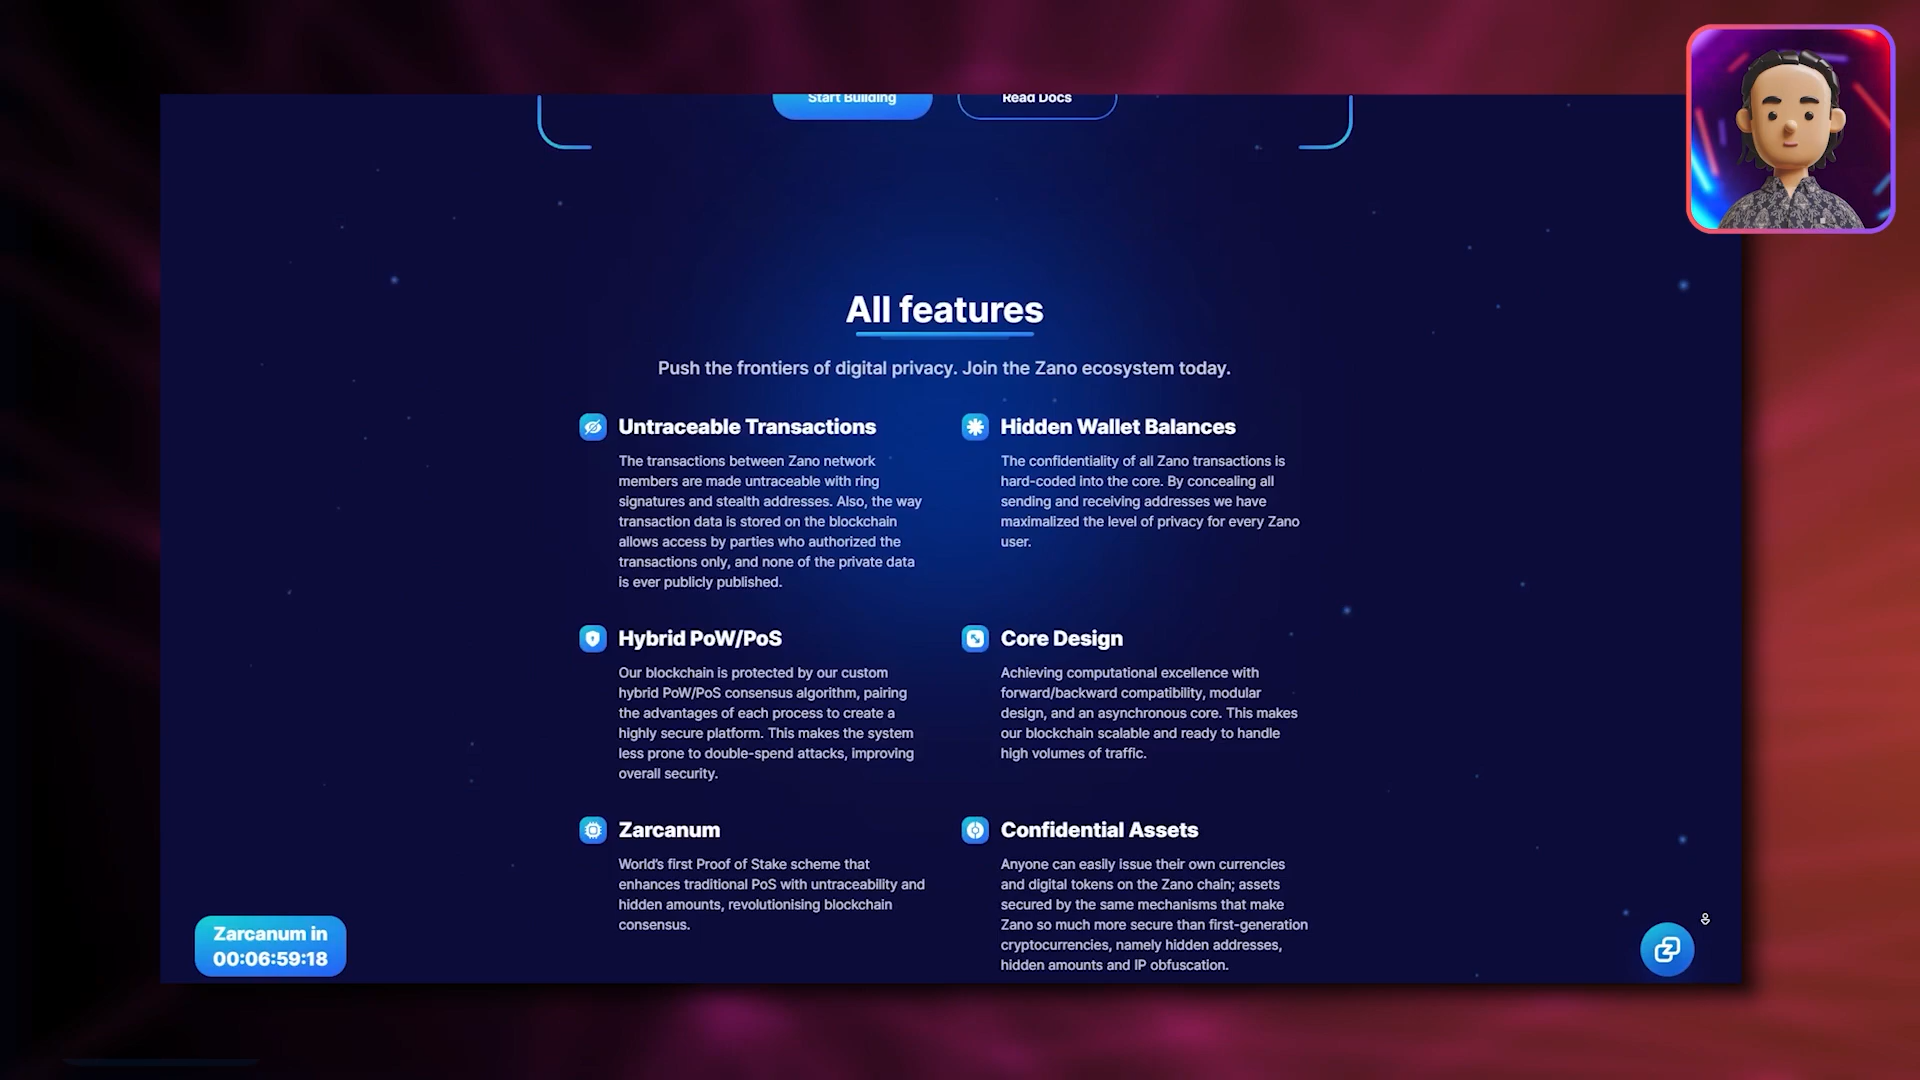 Start Building
Read Docs
All features
Push the frontiers of digital privacy. Join the Zano ecosystem today.
Untraceable Transactions
The transactions between Zano network
members are made untraceable with ring
signatures and stealth addresses. Also, the way
transaction data is stored on the blockchain
allows access by parties who authorized the
transactions only, and none of the private data
is ever publicly published.
Hidden Wallet Balances
The confidentiality of all Zano transactions is
hard-coded into the core. By concealing all
sending and receiving addresses we have
maximalized the level of privacy for every Zano
user.
Hybrid PoW/PoS
Our blockchain is protected by our custom
hybrid PoW/PoS consensus algorithm, pairing
the advantages of each process to create a
highly secure platform. This makes the system
less prone to double-spend attacks, improving
overall security.
Core Design
Achieving computational excellence with
forward/backward compatibility, modular
design, and an asynchronous core. This makes
our blockchain scalable and ready to handle
high volumes of traffic.
Zarcanum
World's first Proof of Stake scheme that
enhances traditional PoS with untraceability and
hidden amounts, revolutionising blockchain
consensus.
Confidential Assets
Anyone can easily issue their own currencies
and digital tokens on the Zano chain; assets
secured by the same mechanisms that make
Zano so much more secure than first-generation
cryptocurrencies, namely hidden addresses,
hidden amounts and IP obfuscation.
Zarcanum in
00:06:59:18